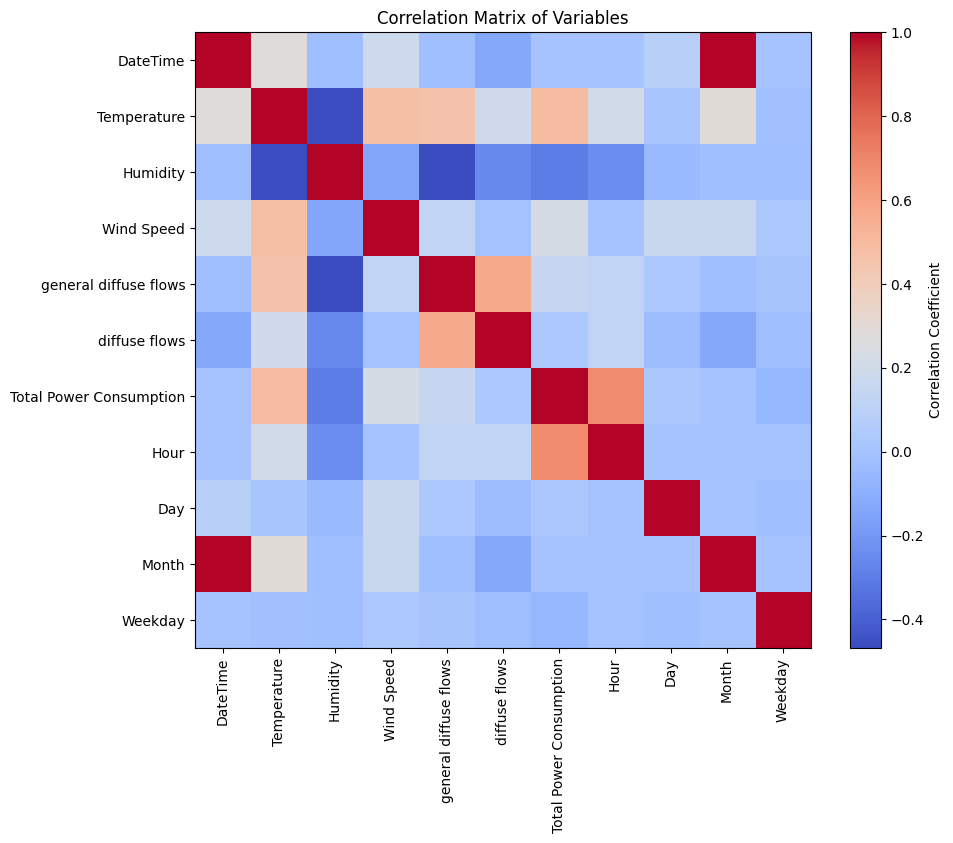 Correlation Matrix of Variables
DateTime
Temperature
Humidity
Wind Speed
general diffuse flows
diffuse flows
Total Power Consumption
Hour
Day
Month
Weekday
DateTime
Temperature
Humidity
Wind Speed
general diffuse flows
diffuse flows
Total Power Consumption
Hour
Day
Month
Weekday
1.0
0.8
0.6
0.4
0.2
0.0
−0.2
−0.4
Correlation Coefficient